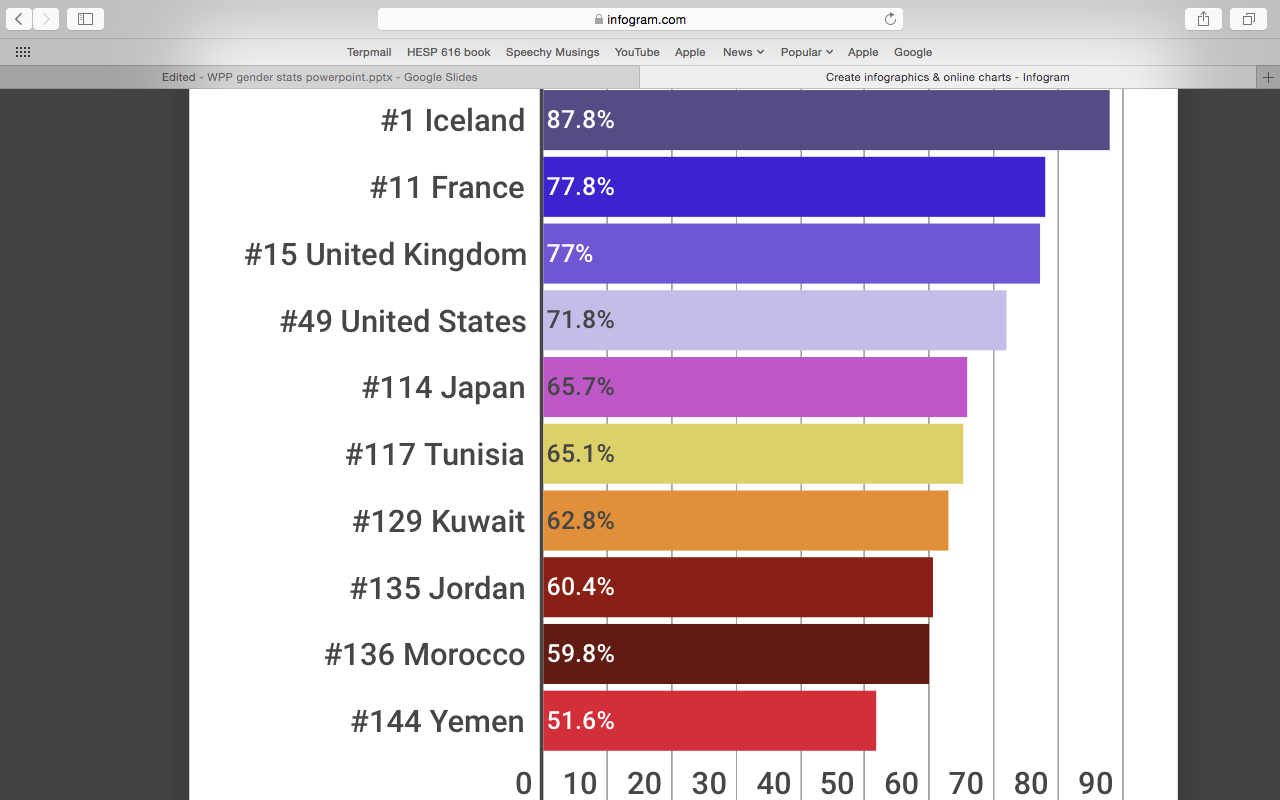 infogram.com
Terpmail HESP 616 book Speechy Musings YouTube Apple News Popular Apple Google
Edited - WPP gender stats powerpoint.pptx - Google Slides
Create infographics & online charts - Infogram
#1 Iceland 87.8%
#11 France 77.8%
#15 United Kingdom 77%
#49 United States 71.8%
#114 Japan 65.7%
#117 Tunisia 65.1%
#129 Kuwait 62.8%
#135 Jordan 60.4%
#136 Morocco 59.8%
#144 Yemen 51.6%
0 10 20 30 40 50 60 70 80 90